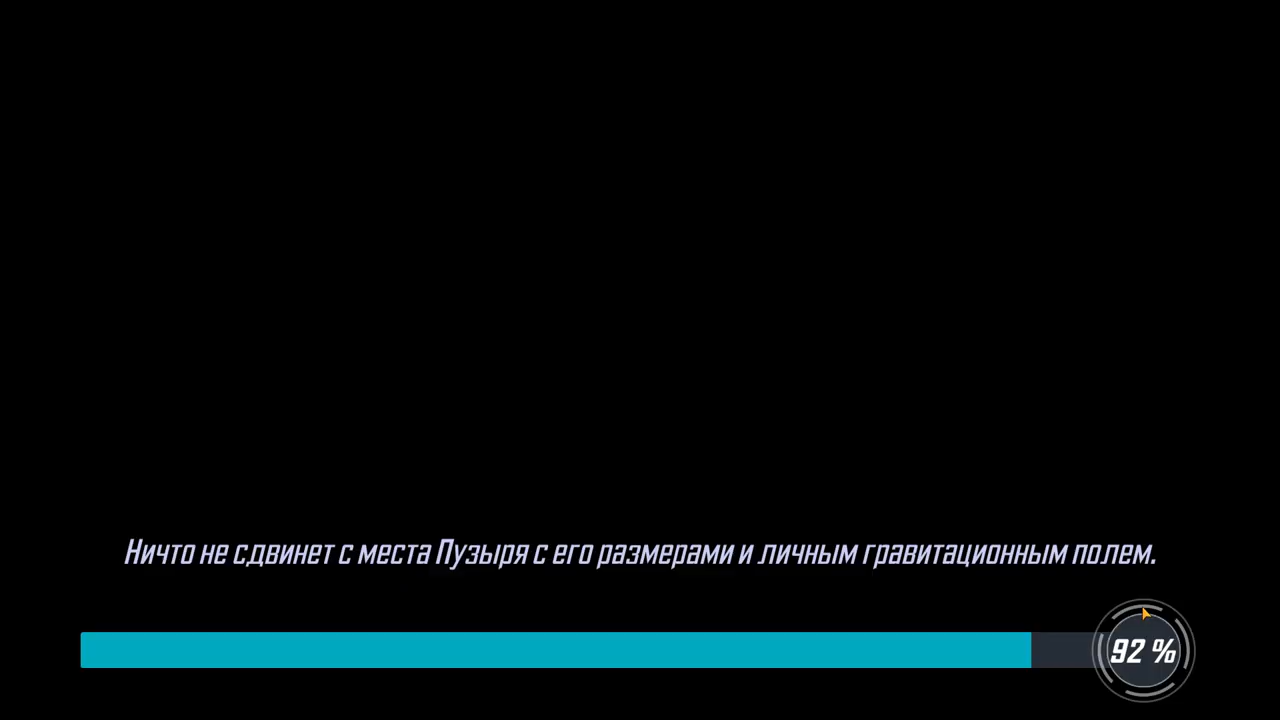 Ничто не сдвинет с места Пузыря с его размерами и личным гравитационным полем.
92 %